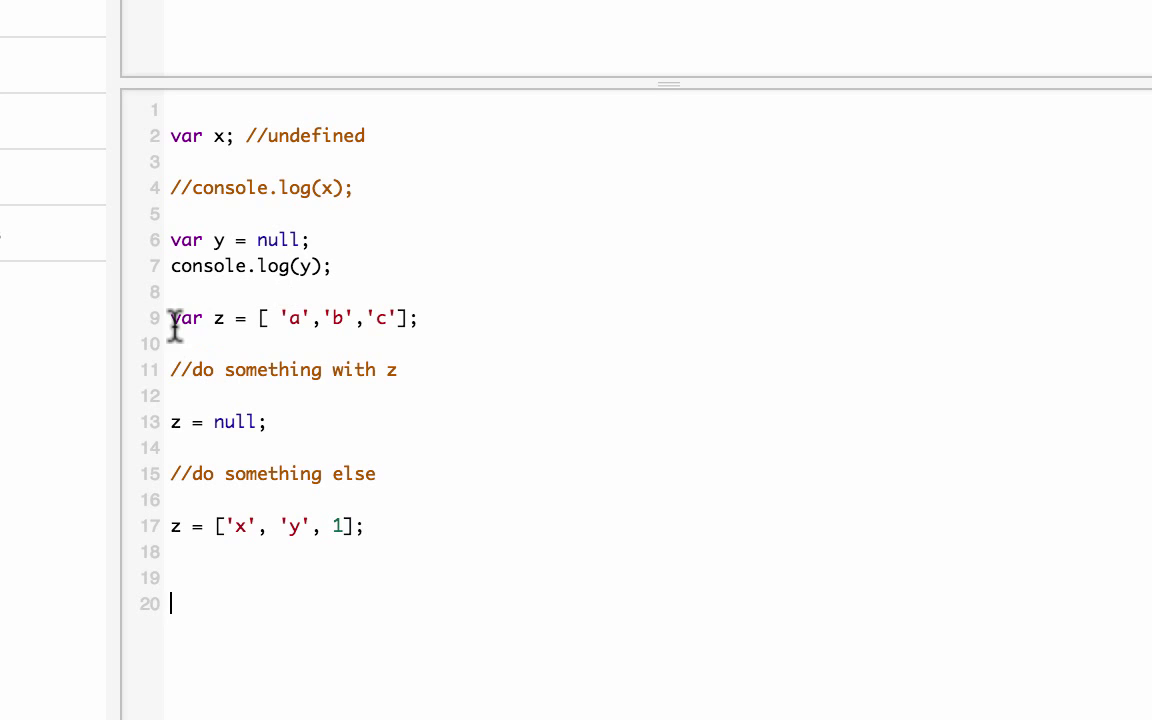 1
2 var x; //undefined
3
4 //console.log(x);
5
6 var y = null;
7 console.log(y);
8
9 var z = [ 'a','b','c'];
10
11 //do something with z
12
13 z = null;
14
15 //do something else
16
17 z = ['x', 'y', 1];
18
19
20